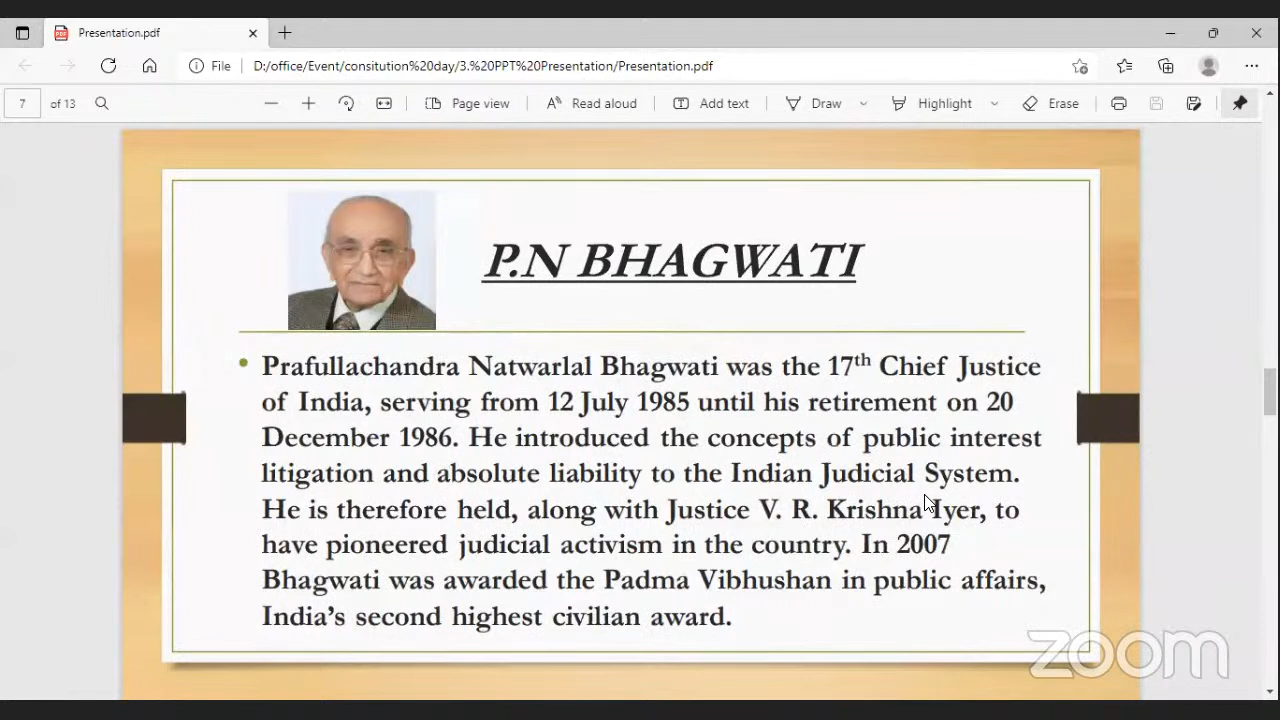 Presentation.pdf
File D:/office/Event/consitution%20day/3.%20PPT%20Presentation/Presentation.pdf
7 of 13 Page view Read aloud Add text Draw Highlight Erase
P.N BHAGWATI
• Prafullachandra Natwarlal Bhagwati was the 17th Chief Justice
of India, serving from 12 July 1985 until his retirement on 20
December 1986. He introduced the concepts of public interest
litigation and absolute liability to the Indian Judicial System.
He is therefore held, along with Justice V. R. Krishna Iyer, to
have pioneered judicial activism in the country. In 2007
Bhagwati was awarded the Padma Vibhushan in public affairs,
India’s second highest civilian award.
zoom